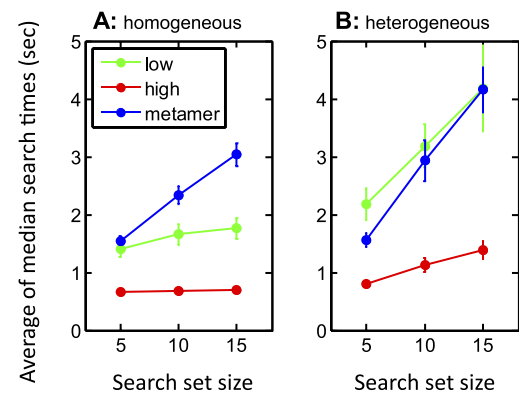 A: homogeneous
B: heterogeneous
Average of median search times (sec)
5
4
3
2
1
0
low
high
metamer
5 10 15
Search set size
5
4
3
2
1
0
5 10 15
Search set size